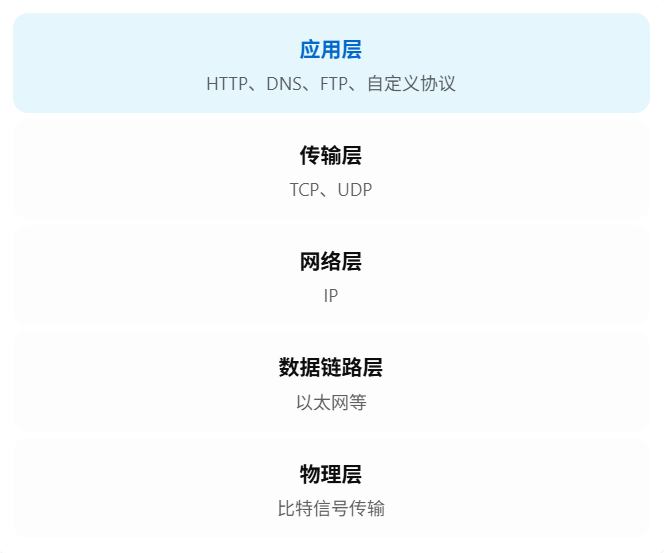 应用层
HTTP、DNS、FTP、自定义协议
传输层
TCP、UDP
网络层
IP
数据链路层
以太网等
物理层
比特信号传输